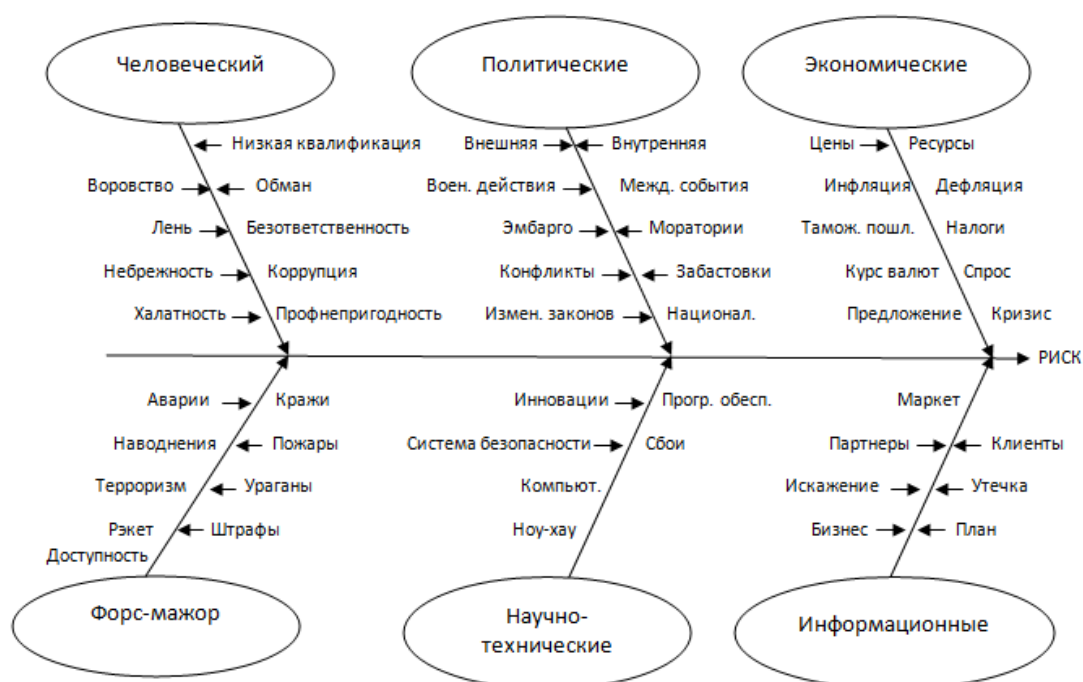 Человеческий Политические Экономические
Низкая квалификация Внешняя Внутренняя Цены Ресурсы
Воровство Обман Воен. действия Межд. события Инфляция Дефляция
Лень Безответственность Эмбарго Моратории Тамож. пошл. Налоги
Небрежность Коррупция Конфликты Забастовки Курс валют Спрос
Халатность Профнепригодность Измен. законов Национал. Предложение Кризис
РИСК
Аварии Кражи Инновации Прогр. обесп. Маркет
Наводнения Пожары Система безопасности Сбои Партнеры Клиенты
Терроризм Ураганы Компьют. Искажение Утечка
Рэкет Штрафы Ноу-хау Бизнес План
Доступность
Форс-мажор Научно- Информационные
технические